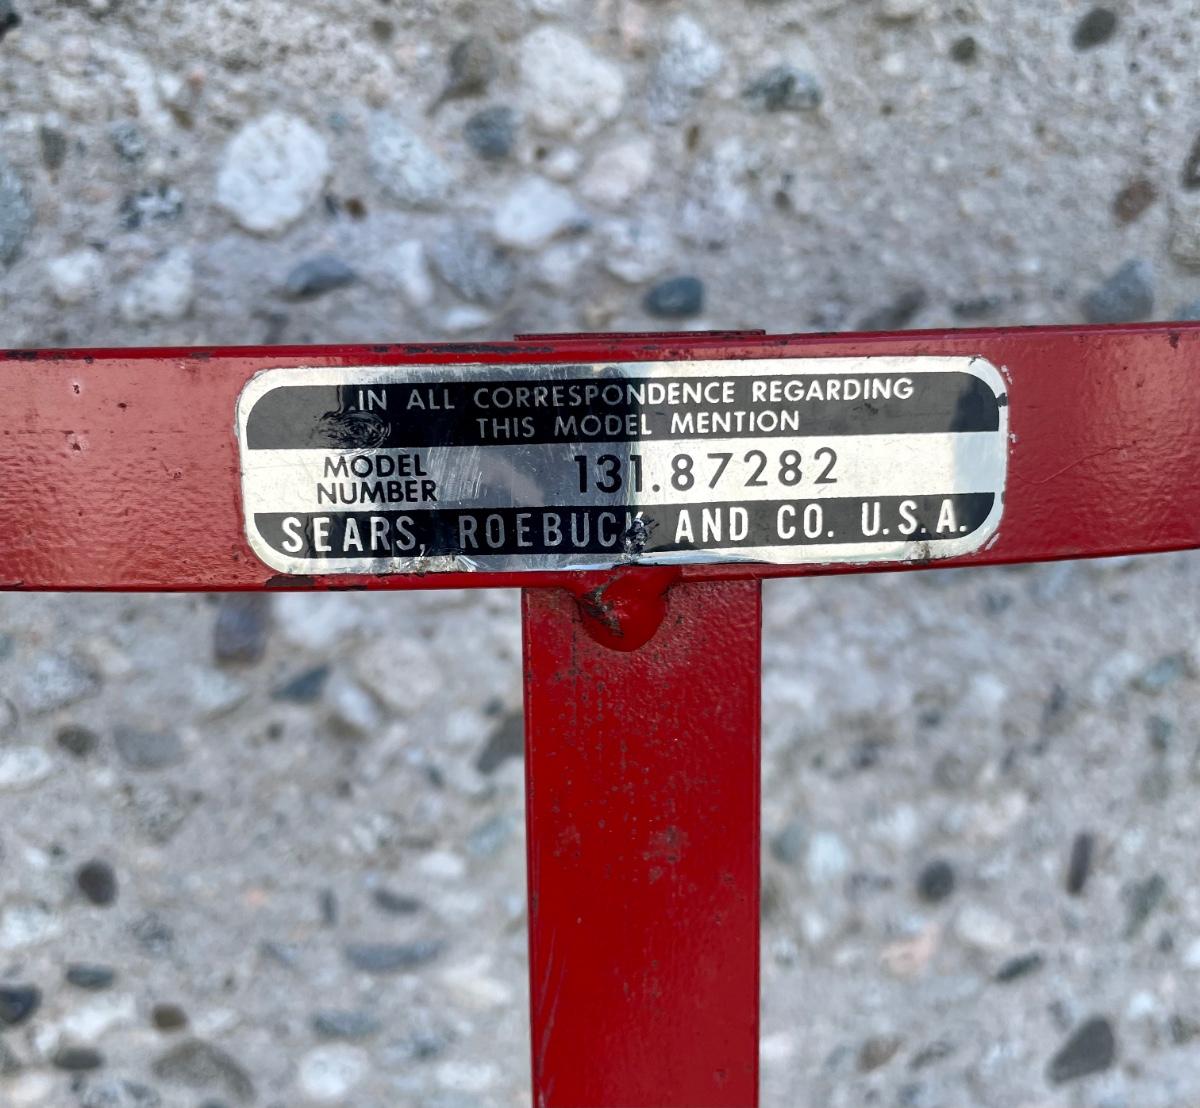 IN ALL CORRESPONDENCE REGARDING
THIS MODEL MENTION
MODEL NUMBER 131.87282
SEARS, ROEBUCK AND CO. U.S.A.